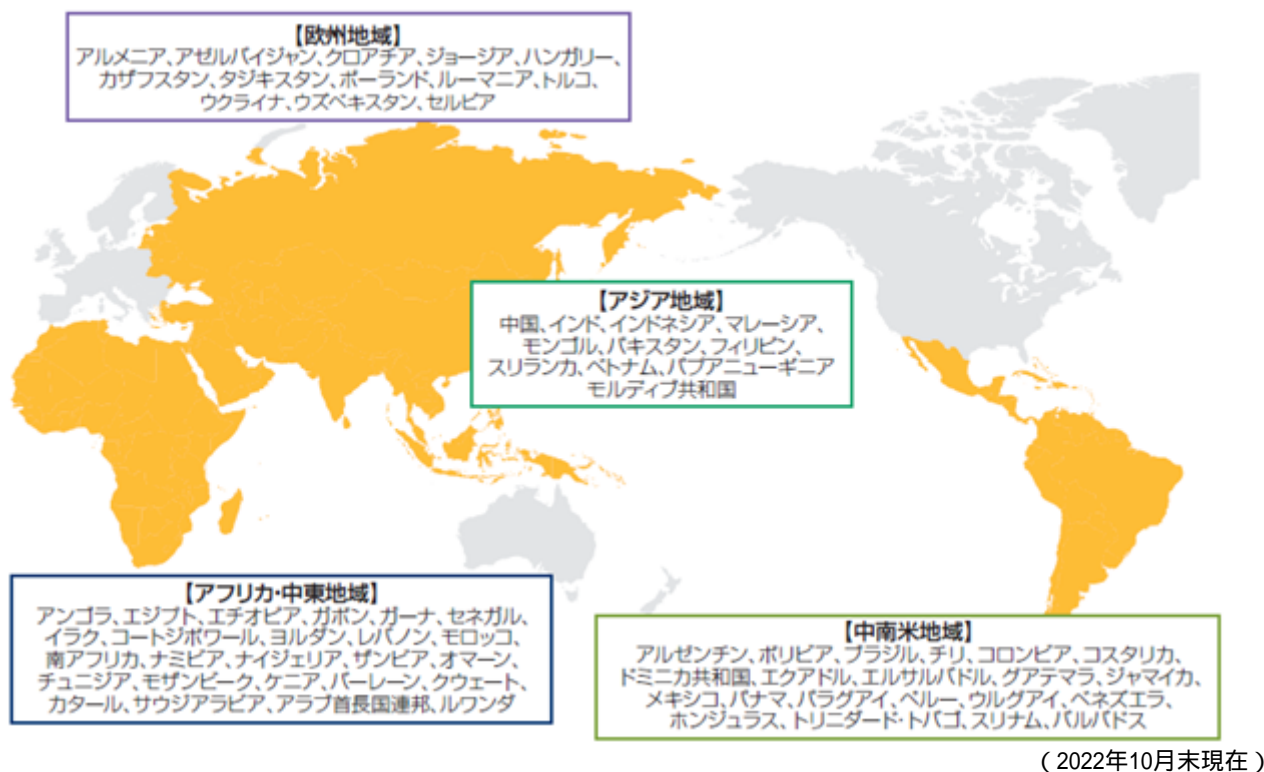 【欧州地域】
アルメニア、アゼルバイジャン、クロアチア、ジョージア、ハンガリー、
カザフスタン、タジキスタン、ポーランド、ルーマニア、トルコ、
ウクライナ、ウズベキスタン、セルビア
【アジア地域】
中国、インド、インドネシア、マレーシア、
モンゴル、パキスタン、フィリピン、
スリランカ、ベトナム、パプアニューギニア
モルディブ共和国
【アフリカ・中東地域】
アンゴラ、エジプト、エチオピア、ガボン、ガーナ、セネガル、
イラク、コートジボワール、ヨルダン、レバノン、モロッコ、
南アフリカ、ナミビア、ナイジェリア、ザンビア、オマーン、
チュニジア、モザンビーク、ケニア、バーレーン、クウェート、
カタール、サウジアラビア、アラブ首長国連邦、ルワンダ
【中南米地域】
アルゼンチン、ボリビア、ブラジル、チリ、コロンビア、コスタリカ、
ドミニカ共和国、エクアドル、エルサルバドル、グアテマラ、ジャマイカ、
メキシコ、パナマ、パラグアイ、ペルー、ウルグアイ、ベネズエラ、
ホンジュラス、トリニダード・トバゴ、スリナム、バルバドス
(2022年10月末現在)